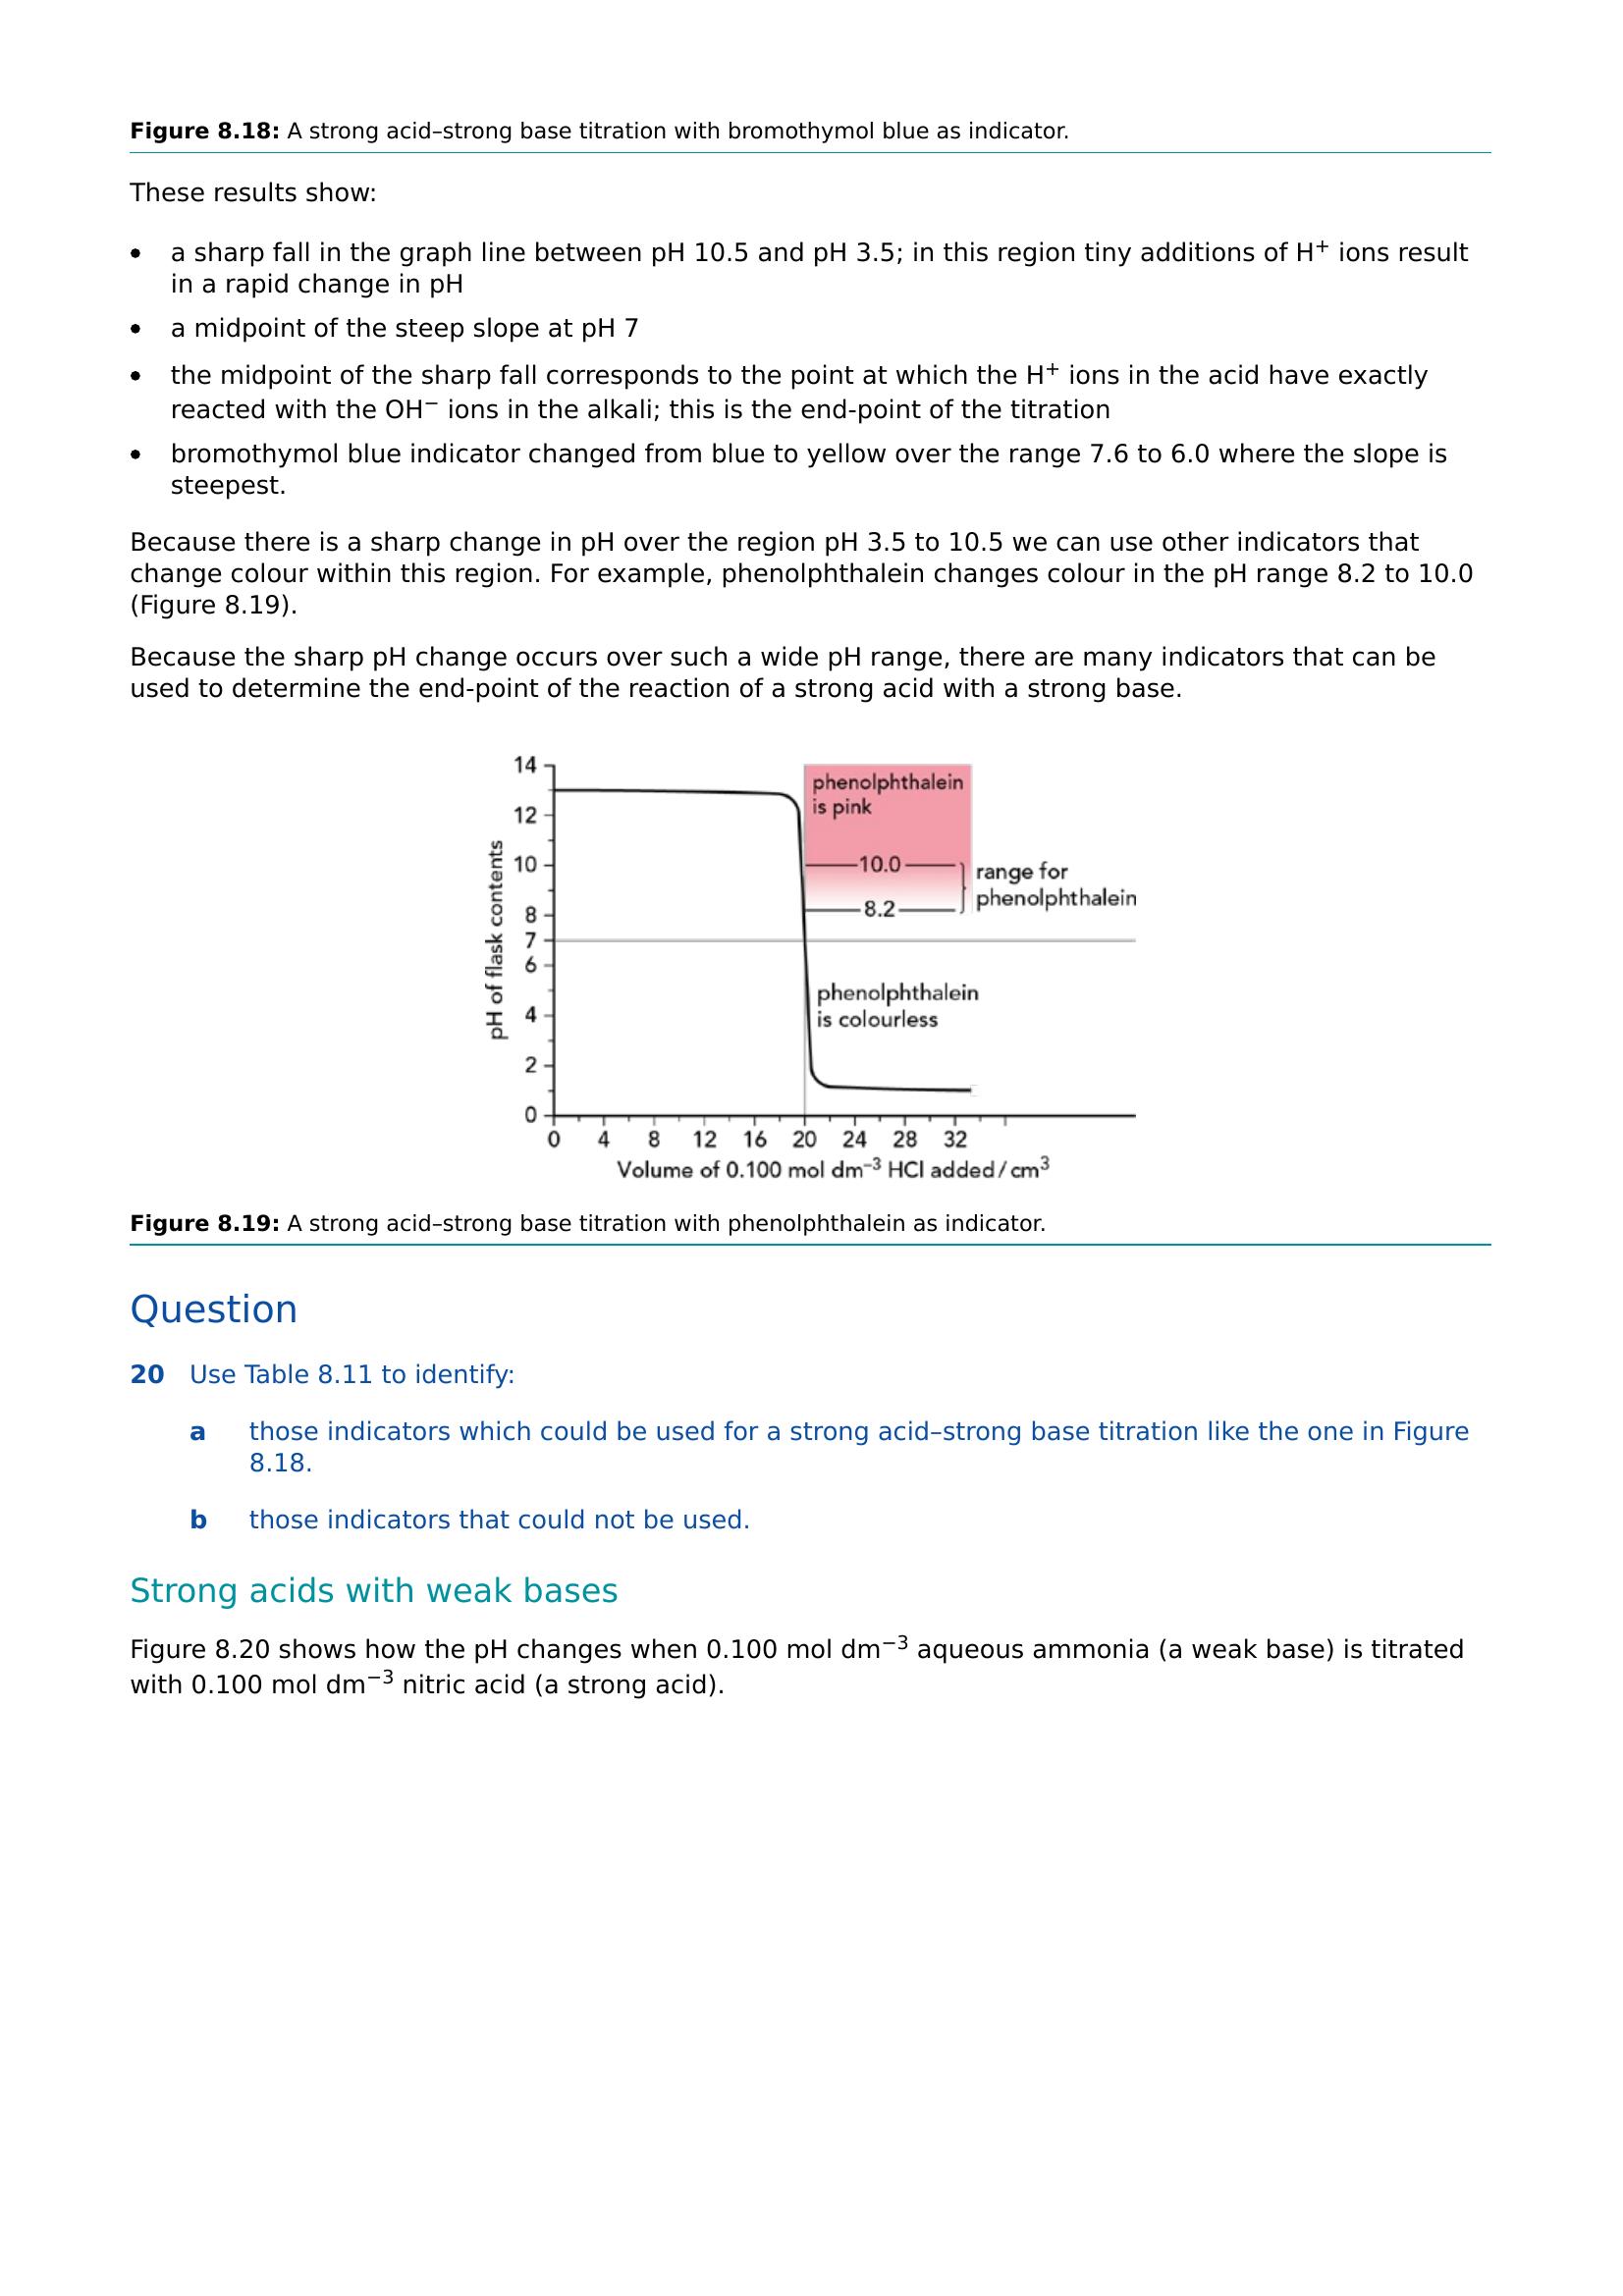 Figure 8.18: A strong acid–strong base titration with bromothymol blue as indicator.
These results show:
• a sharp fall in the graph line between pH 10.5 and pH 3.5; in this region tiny additions of H⁺ ions result
in a rapid change in pH
• a midpoint of the steep slope at pH 7
• the midpoint of the sharp fall corresponds to the point at which the H⁺ ions in the acid have exactly
reacted with the OH⁻ ions in the alkali; this is the end-point of the titration
• bromothymol blue indicator changed from blue to yellow over the range 7.6 to 6.0 where the slope is
steepest.
Because there is a sharp change in pH over the region pH 3.5 to 10.5 we can use other indicators that
change colour within this region. For example, phenolphthalein changes colour in the pH range 8.2 to 10.0
(Figure 8.19).
Because the sharp pH change occurs over such a wide pH range, there are many indicators that can be
used to determine the end-point of the reaction of a strong acid with a strong base.
pH of flask contents
14
12
10
8
7
6
4
2
0
phenolphthalein
is pink
10.0
8.2
range for
phenolphthalein
phenolphthalein
is colourless
0 4 8 12 16 20 24 28 32
Volume of 0.100 mol dm⁻³ HCl added / cm³
Figure 8.19: A strong acid–strong base titration with phenolphthalein as indicator.
Question
20 Use Table 8.11 to identify:
a those indicators which could be used for a strong acid–strong base titration like the one in Figure
8.18.
b those indicators that could not be used.
Strong acids with weak bases
Figure 8.20 shows how the pH changes when 0.100 mol dm⁻³ aqueous ammonia (a weak base) is titrated
with 0.100 mol dm⁻³ nitric acid (a strong acid).